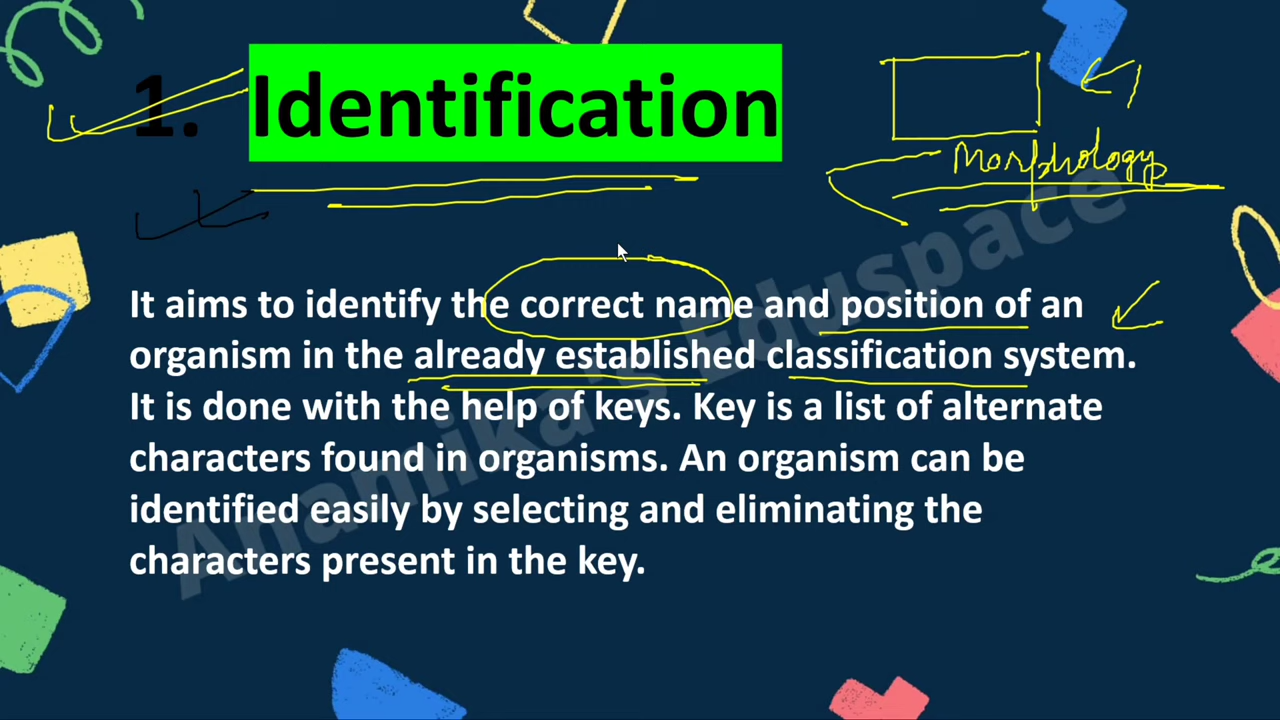 1. Identification
Morphology
It aims to identify the correct name and position of an
organism in the already established classification system.
It is done with the help of keys. Key is a list of alternate
characters found in organisms. An organism can be
identified easily by selecting and eliminating the
characters present in the key.
Anamika's Eduspace